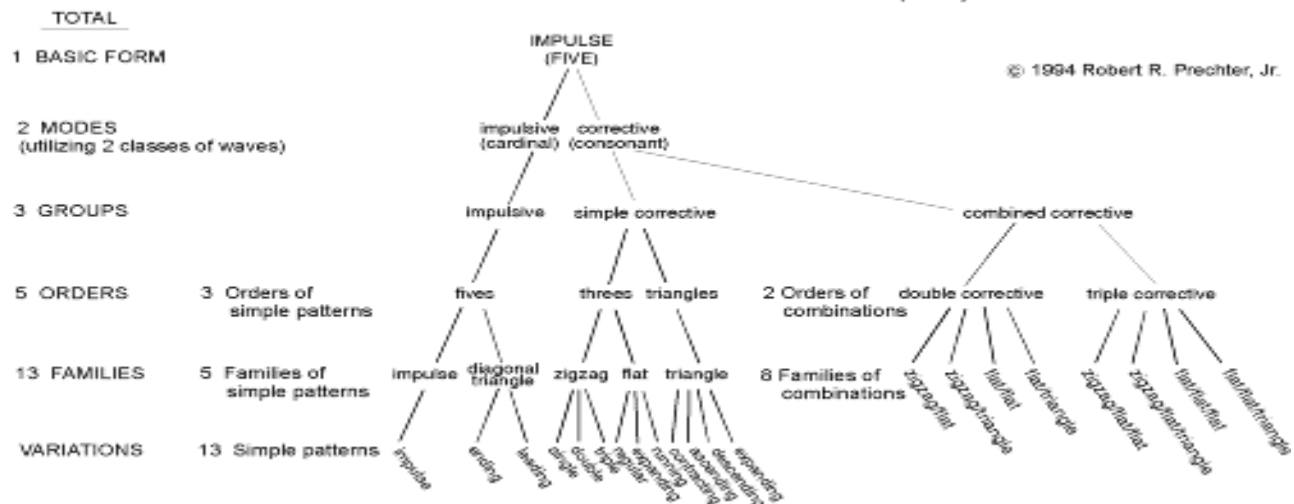 TOTAL
1 BASIC FORM
IMPULSE
(FIVE)
© 1994 Robert R. Prechter, Jr.
2 MODES
(utilizing 2 classes of waves)
impulsive corrective
(cardinal) (consonant)
3 GROUPS
impulsive simple corrective combined corrective
5 ORDERS
3 Orders of
simple patterns
fives threes triangles
2 Orders of
combinations
double corrective triple corrective
13 FAMILIES
5 Families of
simple patterns
impulse
diagonal
triangle
zigzag flat triangle
8 Families of
combinations
zigzag/flat
zigzag/triangle
flat/flat
flat/triangle
zigzag/flat/flat
zigzag/flat/triangle
flat/flat/flat
flat/flat/triangle
VARIATIONS
13 Simple patterns
impulse
ending
leading
single
double
triple
regular
expanding
running
contracting
ascending
descending
expanding